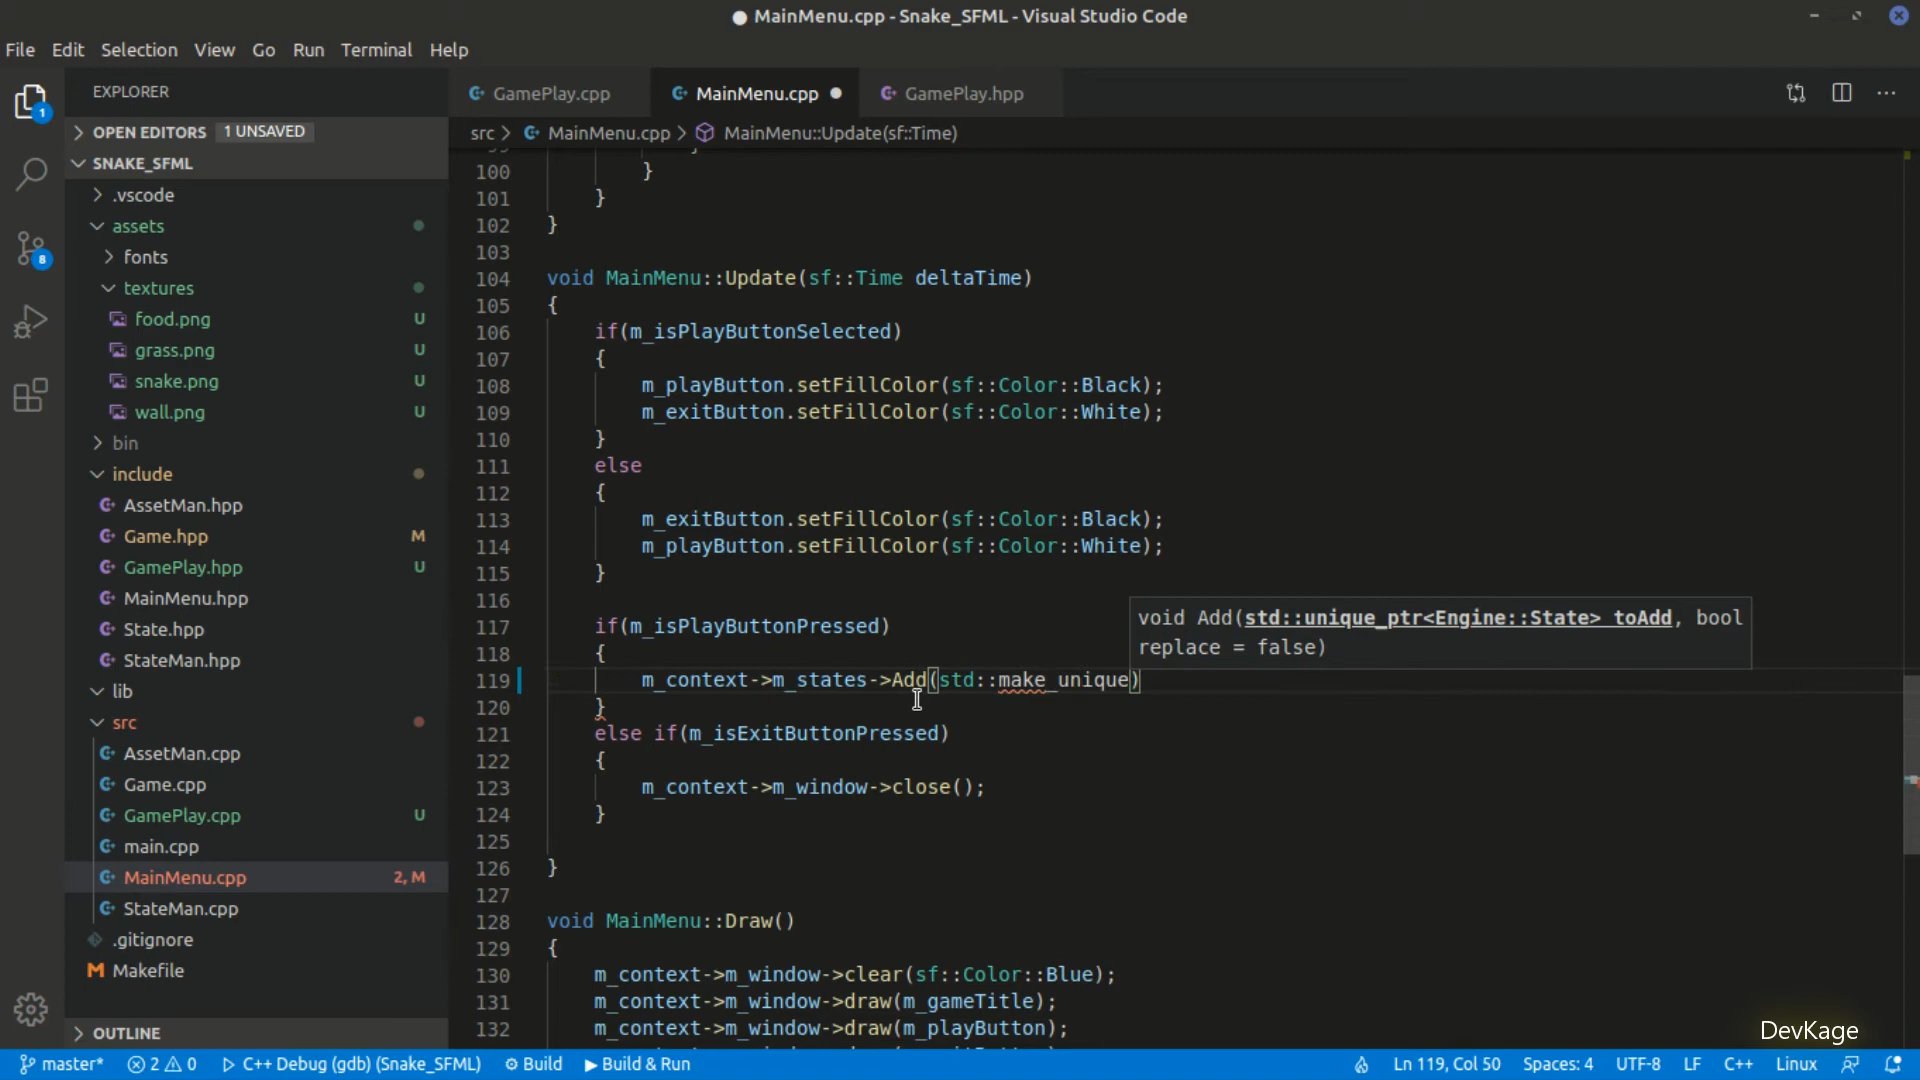 MainMenu.cpp - Snake_SFML - Visual Studio Code
File Edit Selection View Go Run Terminal Help
EXPLORER
OPEN EDITORS 1 UNSAVED
SNAKE_SFML
.vscode
assets
fonts
textures
food.png U
grass.png U
snake.png U
wall.png U
bin
include
AssetMan.hpp
Game.hpp M
GamePlay.hpp U
MainMenu.hpp
State.hpp
StateMan.hpp
lib
src
AssetMan.cpp
Game.cpp
GamePlay.cpp U
main.cpp
MainMenu.cpp 2, M
StateMan.cpp
.gitignore
Makefile
OUTLINE
1
8
GamePlay.cpp MainMenu.cpp GamePlay.hpp
src > MainMenu.cpp > MainMenu::Update(sf::Time)
100 }
101 }
102 }
103
104 void MainMenu::Update(sf::Time deltaTime)
105 {
106 if(m_isPlayButtonSelected)
107 {
108 m_playButton.setFillColor(sf::Color::Black);
109 m_exitButton.setFillColor(sf::Color::White);
110 }
111 else
112 {
113 m_exitButton.setFillColor(sf::Color::Black);
114 m_playButton.setFillColor(sf::Color::White);
115 }
116
117 if(m_isPlayButtonPressed)
118 {
119 m_context->m_states->Add(std::make_unique)
120 }
121 else if(m_isExitButtonPressed)
122 {
123 m_context->m_window->close();
124 }
125
126 }
127
128 void MainMenu::Draw()
129 {
130 m_context->m_window->clear(sf::Color::Blue);
131 m_context->m_window->draw(m_gameTitle);
132 m_context->m_window->draw(m_playButton);
void Add(std::unique_ptr<Engine::State> toAdd, bool
replace = false)
DevKage
master* 2 0 C++ Debug (gdb) (Snake_SFML) Build Build & Run Ln 119, Col 50 Spaces: 4 UTF-8 LF C++ Linux